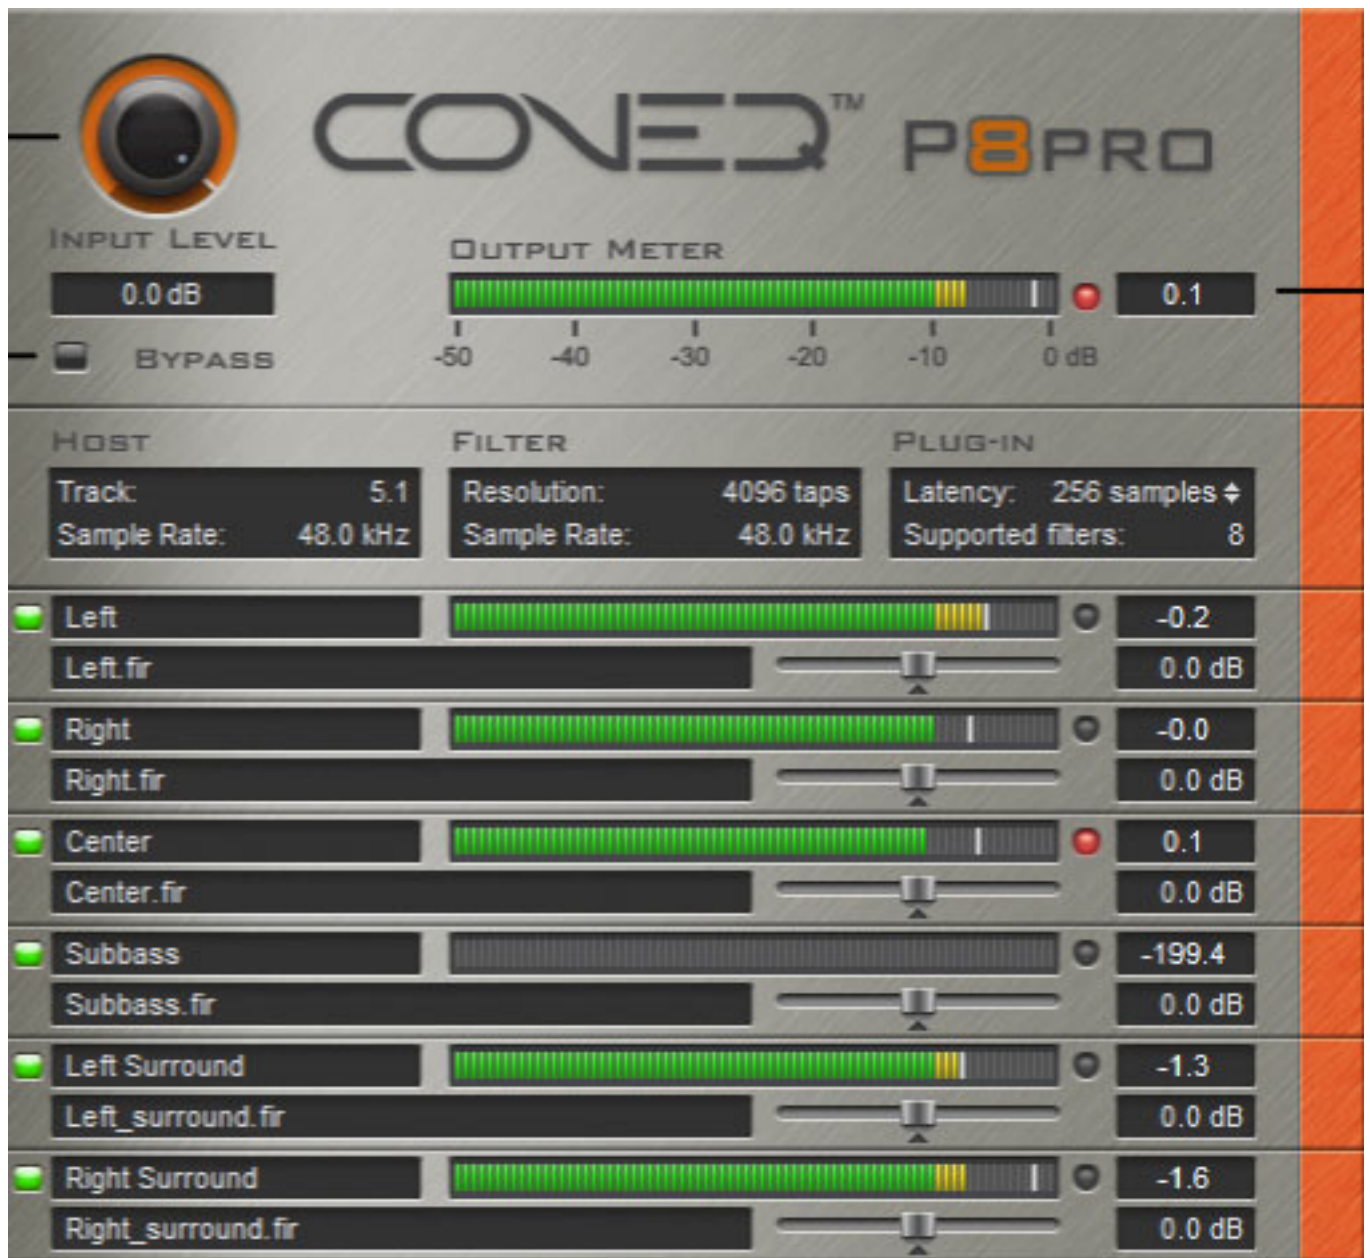 CONEQ™ P8PRO
INPUT LEVEL
OUTPUT METER
0.0 dB
0.1
-50 -40 -30 -20 -10 0 dB
BYPASS
HOST FILTER PLUG-IN
Track: 5.1 Resolution: 4096 taps Latency: 256 samples
Sample Rate: 48.0 kHz Sample Rate: 48.0 kHz Supported filters: 8
Left -0.2
Left.fir 0.0 dB
Right -0.0
Right.fir 0.0 dB
Center 0.1
Center.fir 0.0 dB
Subbass -199.4
Subbass.fir 0.0 dB
Left Surround -1.3
Left_surround.fir 0.0 dB
Right Surround -1.6
Right_surround.fir 0.0 dB